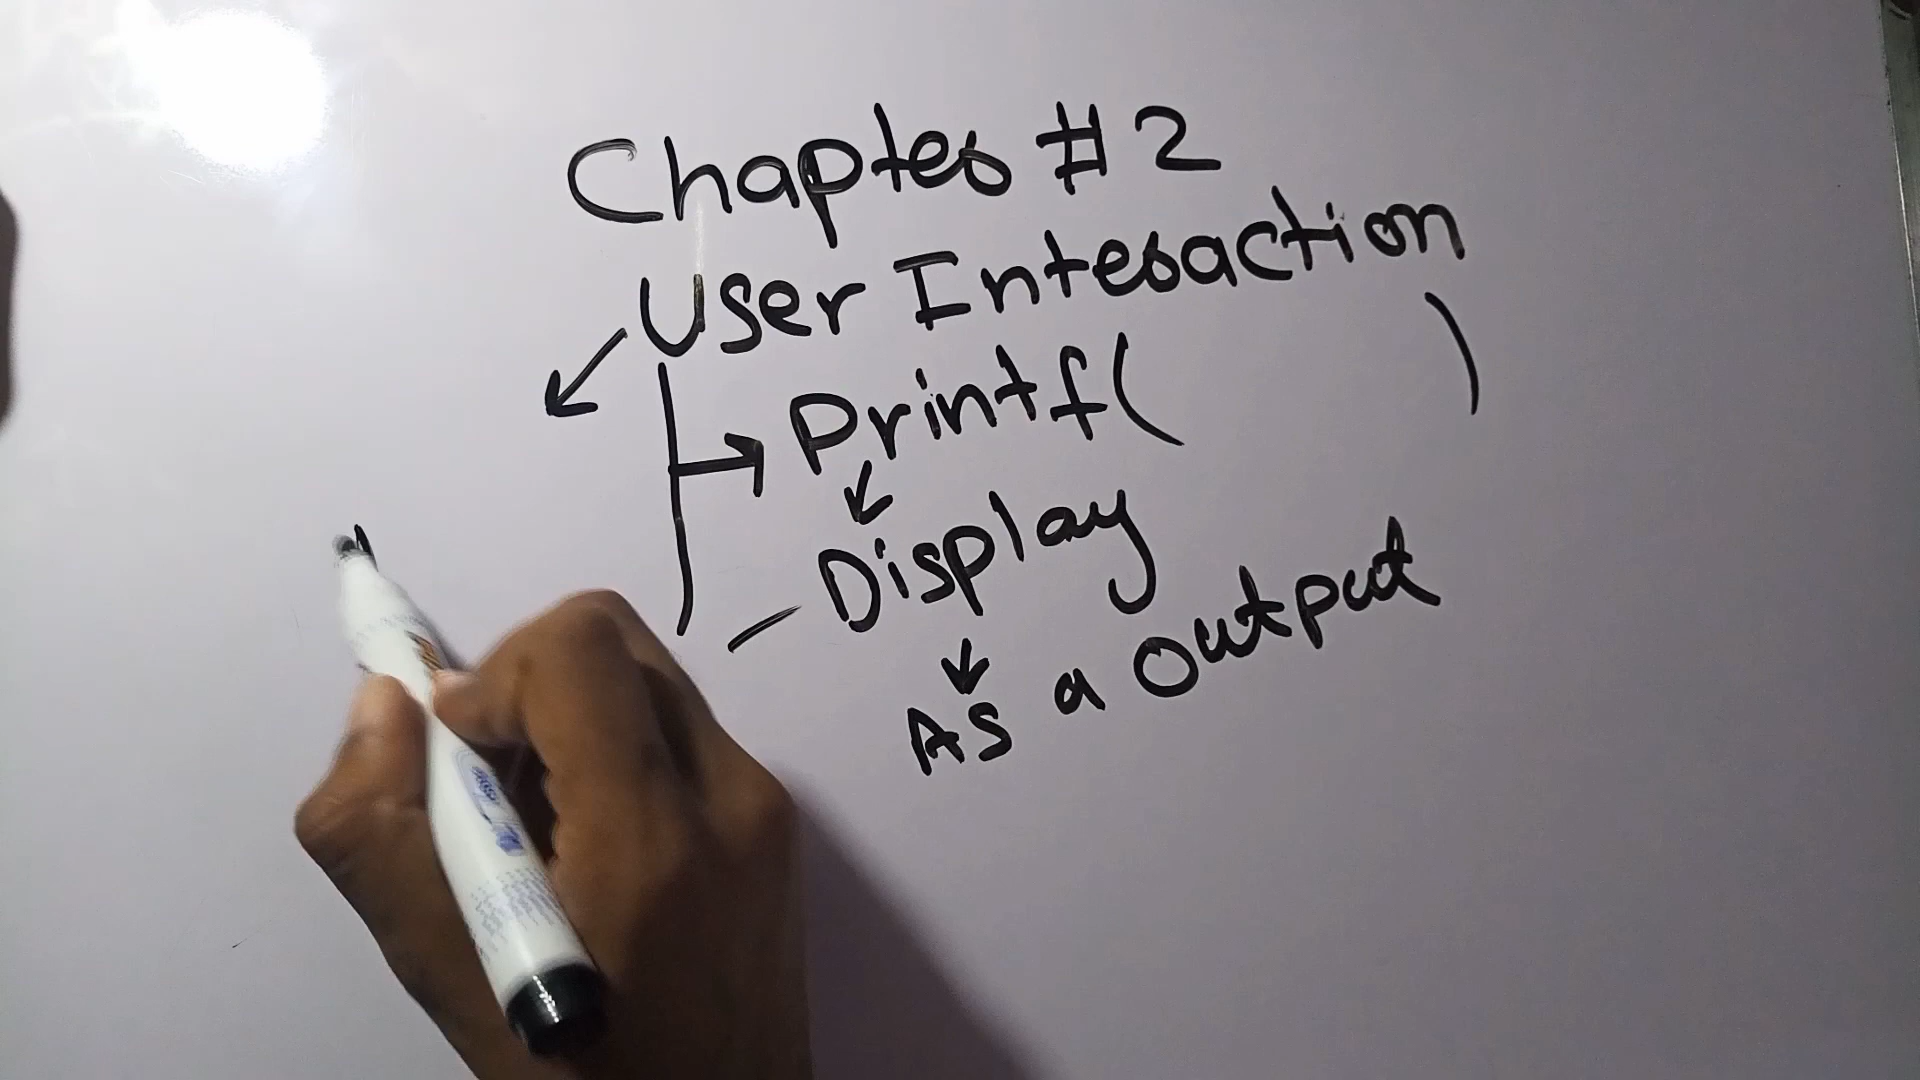 Chapter #2
User Interaction
Printf( )
Display
As a Output